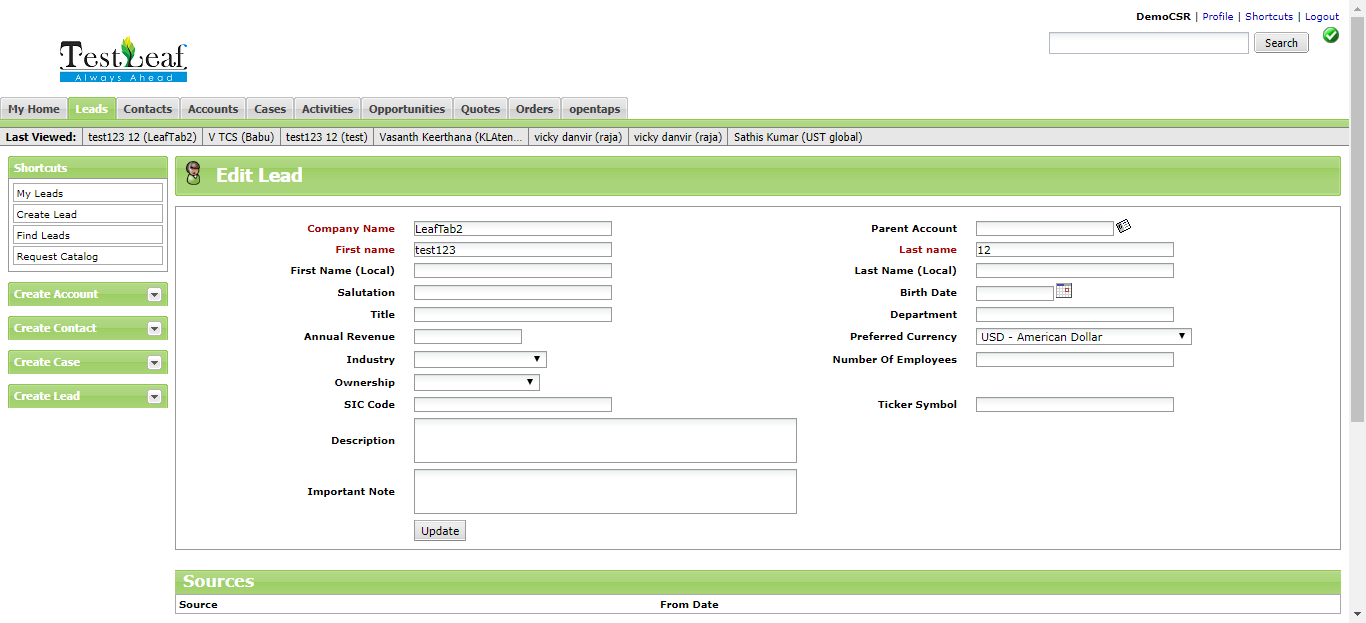 DemoCSR | Profile | Shortcuts | Logout
Search
TestLeaf
Always Ahead
My Home Leads Contacts Accounts Cases Activities Opportunities Quotes Orders opentaps
Last Viewed: test123 12 (LeafTab2) V TCS (Babu) test123 12 (test) Vasanth Keerthana (KLAten... vicky danvir (raja) vicky danvir (raja) Sathis Kumar (UST global)
Shortcuts
My Leads
Create Lead
Find Leads
Request Catalog
Create Account
Create Contact
Create Case
Create Lead
Edit Lead
Company Name LeafTab2 Parent Account
First name test123 Last name 12
First Name (Local) Last Name (Local)
Salutation Birth Date
Title Department
Annual Revenue Preferred Currency USD - American Dollar
Industry Number Of Employees
Ownership
SIC Code Ticker Symbol
Description
Important Note
Update
Sources
Source From Date